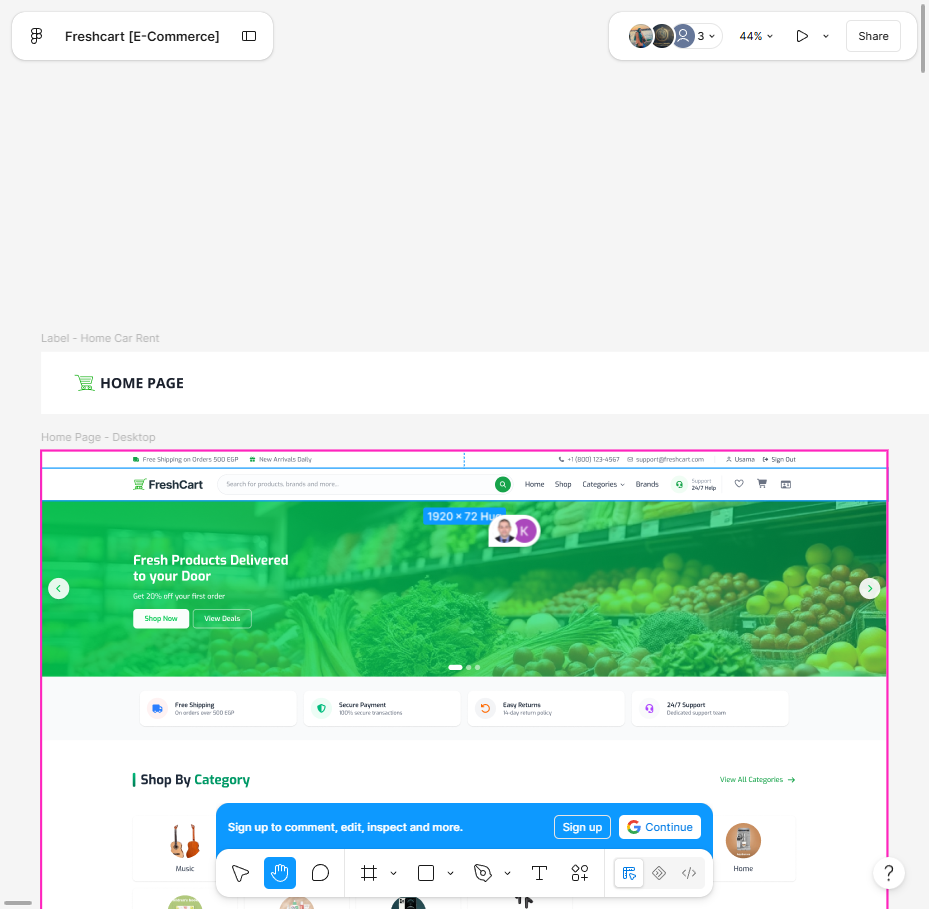 Freshcart [E-Commerce]
3
44%
Share
Label - Home Car Rent
HOME PAGE
Home Page - Desktop
Free Shipping on Orders 500 EGP
New Arrivals Daily
+1 (800) 123-4567
support@freshcart.com
Usama
Sign Out
FreshCart
Search for products, brands and more...
Home
Shop
Categories
Brands
Support
24/7 Help
1920 × 72 Hug
K
Fresh Products Delivered
to your Door
Get 20% off your first order
Shop Now
View Deals
Free Shipping
On orders over 500 EGP
Secure Payment
100% secure transactions
Easy Returns
14-day return policy
24/7 Support
Dedicated support team
Shop By Category
View All Categories
Sign up to comment, edit, inspect and more.
Sign up
Continue
Music
Home
?